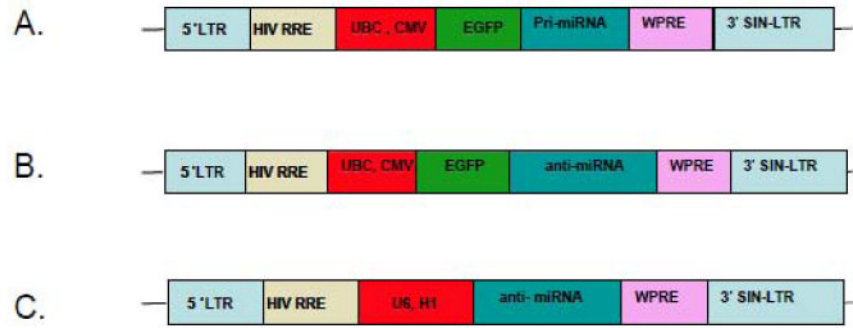 A. 5'LTR HIV RRE UBC , CMV EGFP Pri-miRNA WPRE 3' SIN-LTR
B. 5'LTR HIV RRE UBC, CMV EGFP anti-miRNA WPRE 3' SIN-LTR
C. 5'LTR HIV RRE U6, H1 anti- miRNA WPRE 3' SIN-LTR